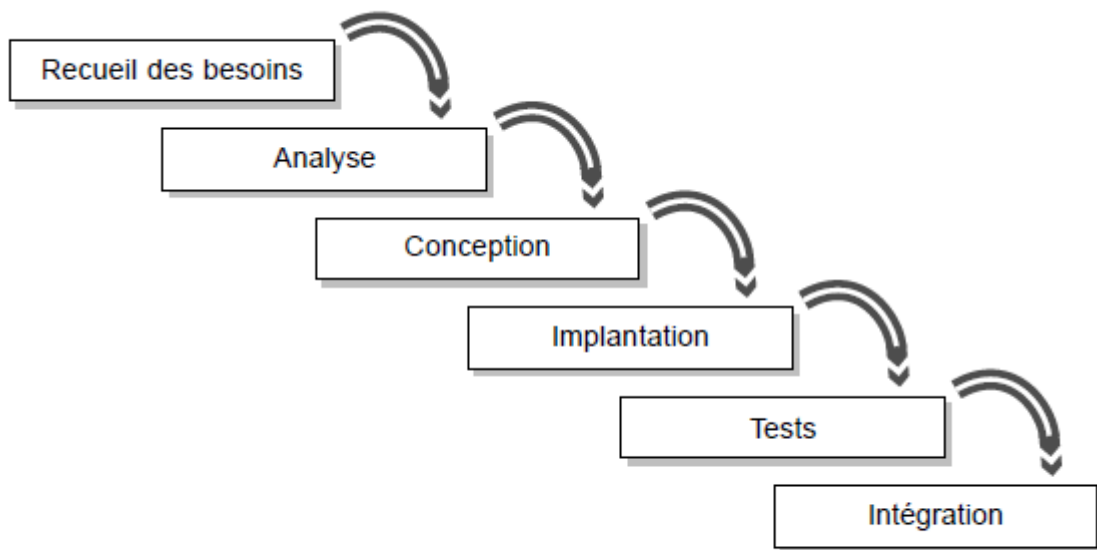 Recueil des besoins
Analyse
Conception
Implantation
Tests
Intégration